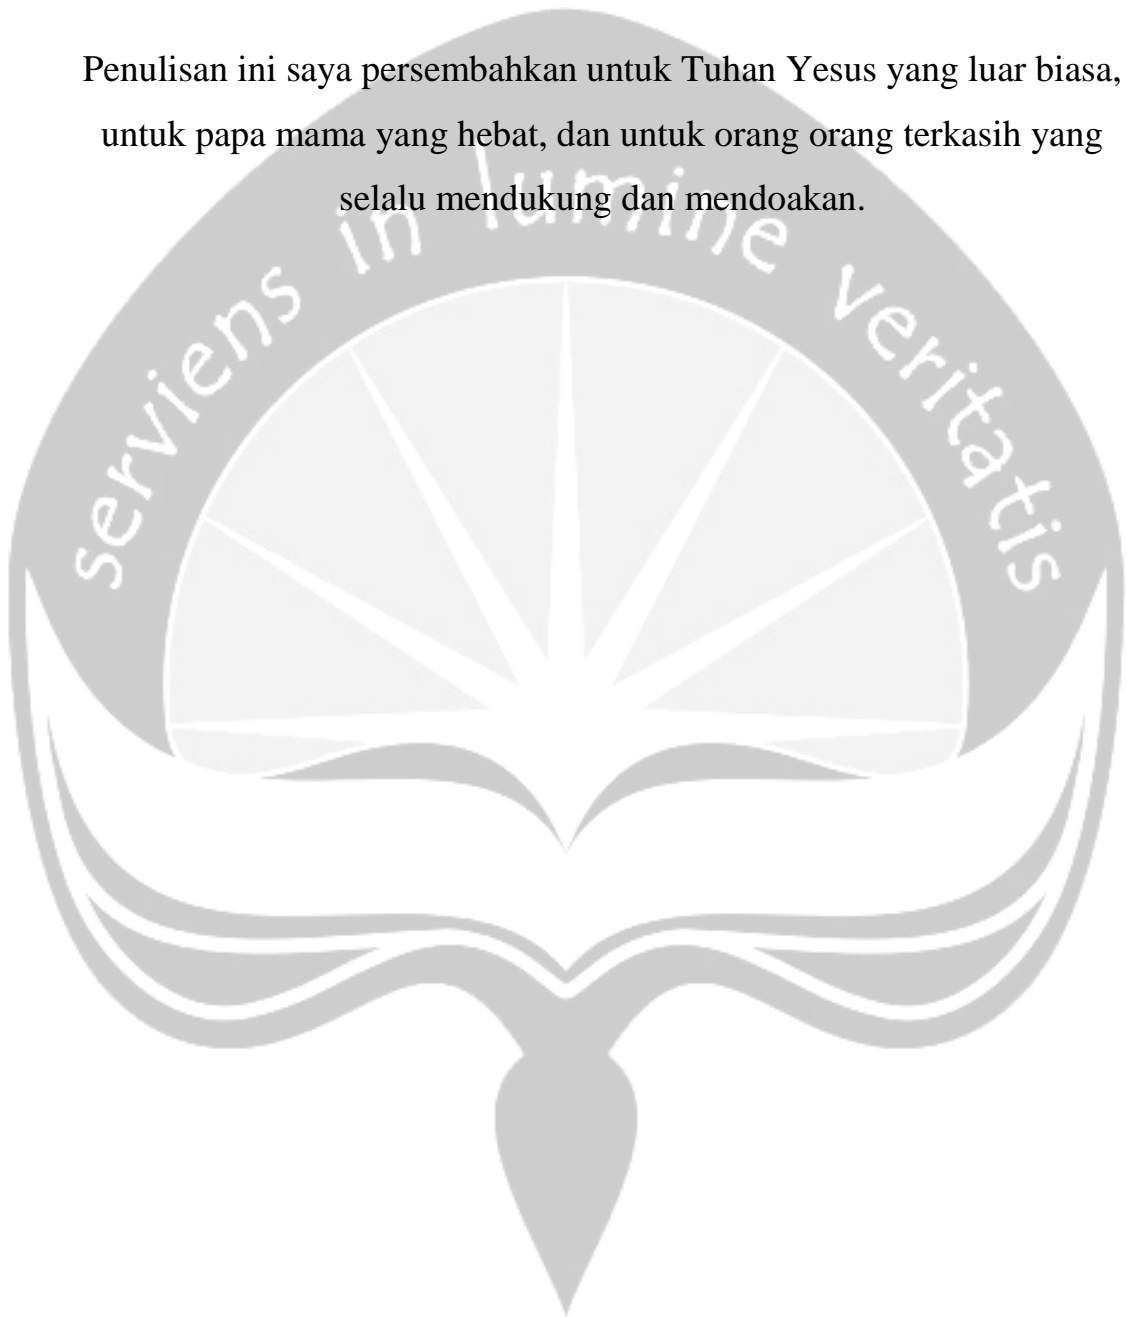 Penulisan ini saya persembahkan untuk Tuhan Yesus yang luar biasa,
untuk papa mama yang hebat, dan untuk orang orang terkasih yang
selalu mendukung dan mendoakan.
serviens in lumine veritatis